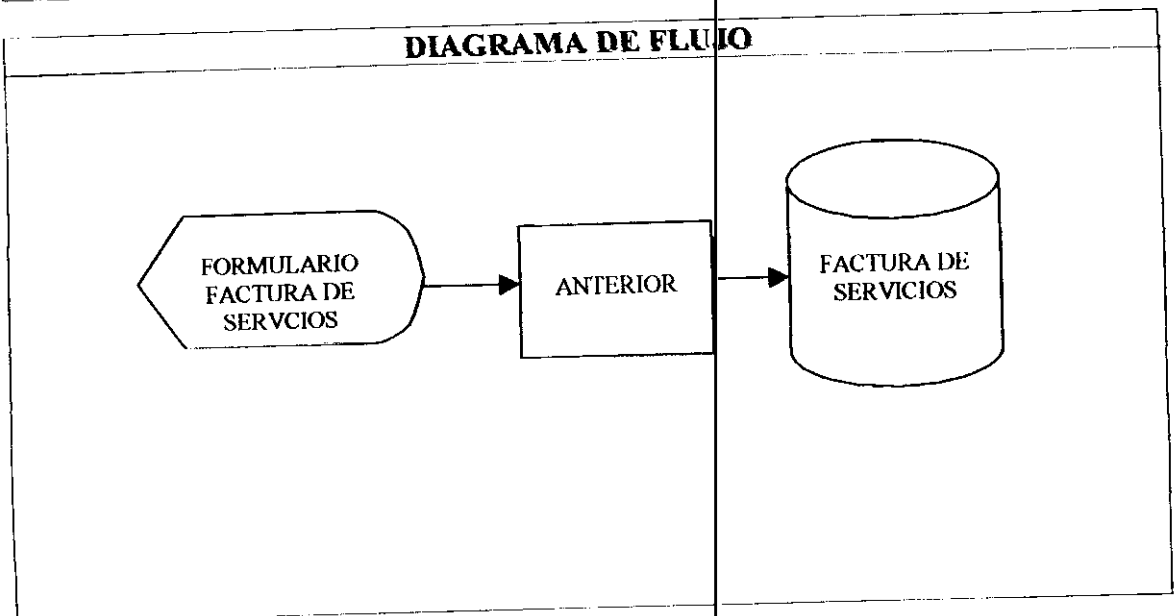 DIAGRAMA DE FLUJO
FORMULARIO
FACTURA DE
SERVCIOS
ANTERIOR
FACTURA DE
SERVICIOS